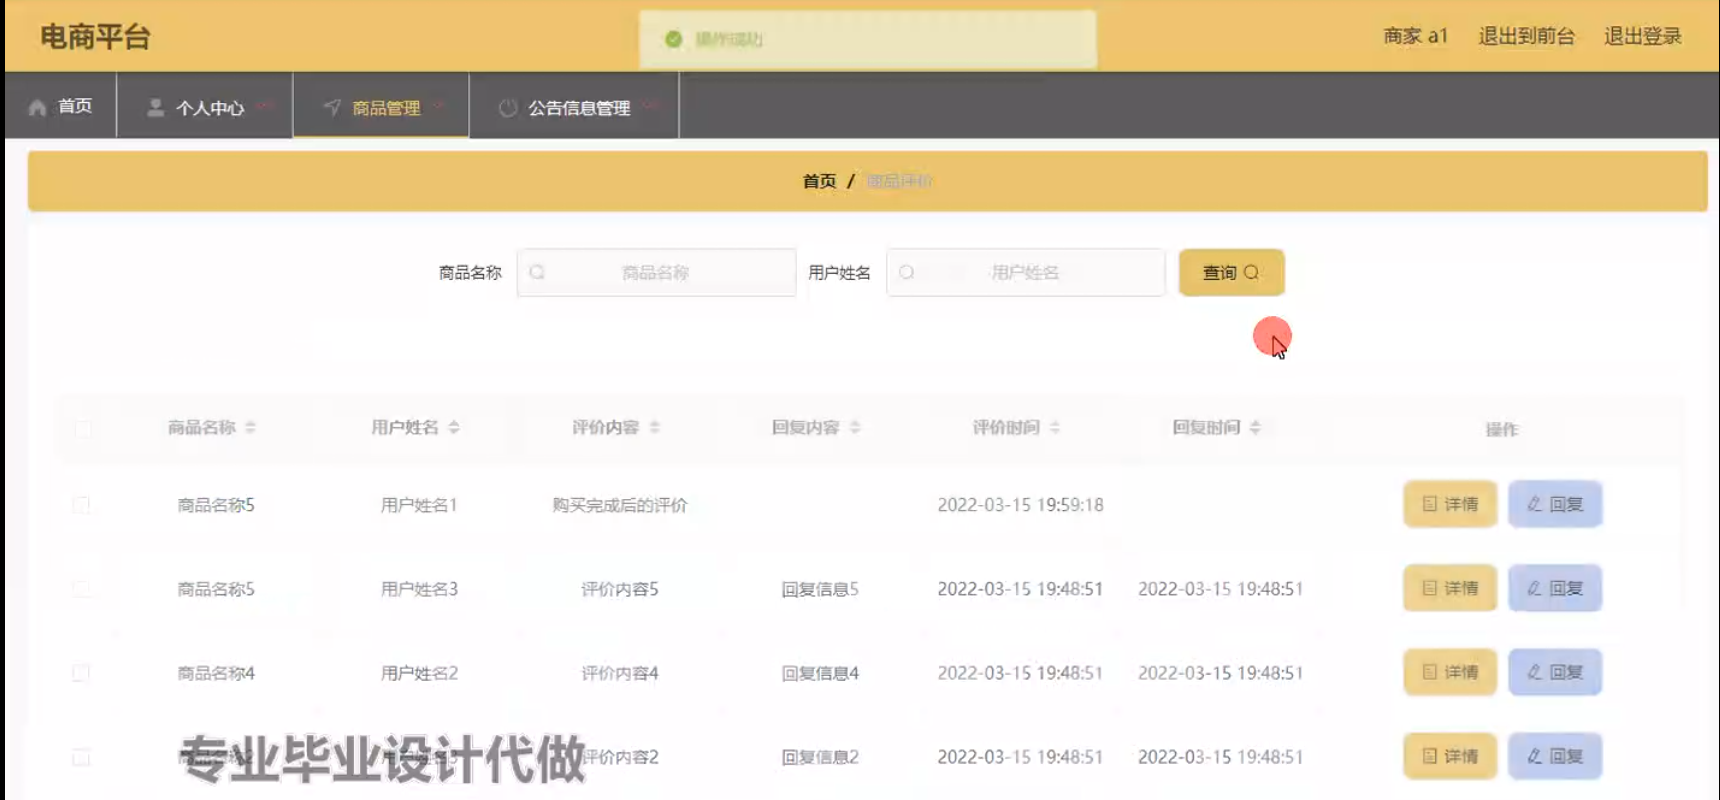 电商平台
操作成功
商家 a1 退出到前台 退出登录
首页 个人中心 商品管理 公告信息管理
首页 / 商品评价
商品名称 商品名称 用户姓名 用户姓名 查询
商品名称 用户姓名 评价内容 回复内容 评价时间 回复时间 操作
商品名称5 用户姓名1 购买完成后的评价 2022-03-15 19:59:18 详情 回复
商品名称5 用户姓名3 评价内容5 回复信息5 2022-03-15 19:48:51 2022-03-15 19:48:51 详情 回复
商品名称4 用户姓名2 评价内容4 回复信息4 2022-03-15 19:48:51 2022-03-15 19:48:51 详情 回复
评价内容2 回复信息2 2022-03-15 19:48:51 2022-03-15 19:48:51 详情 回复
专业毕业设计代做